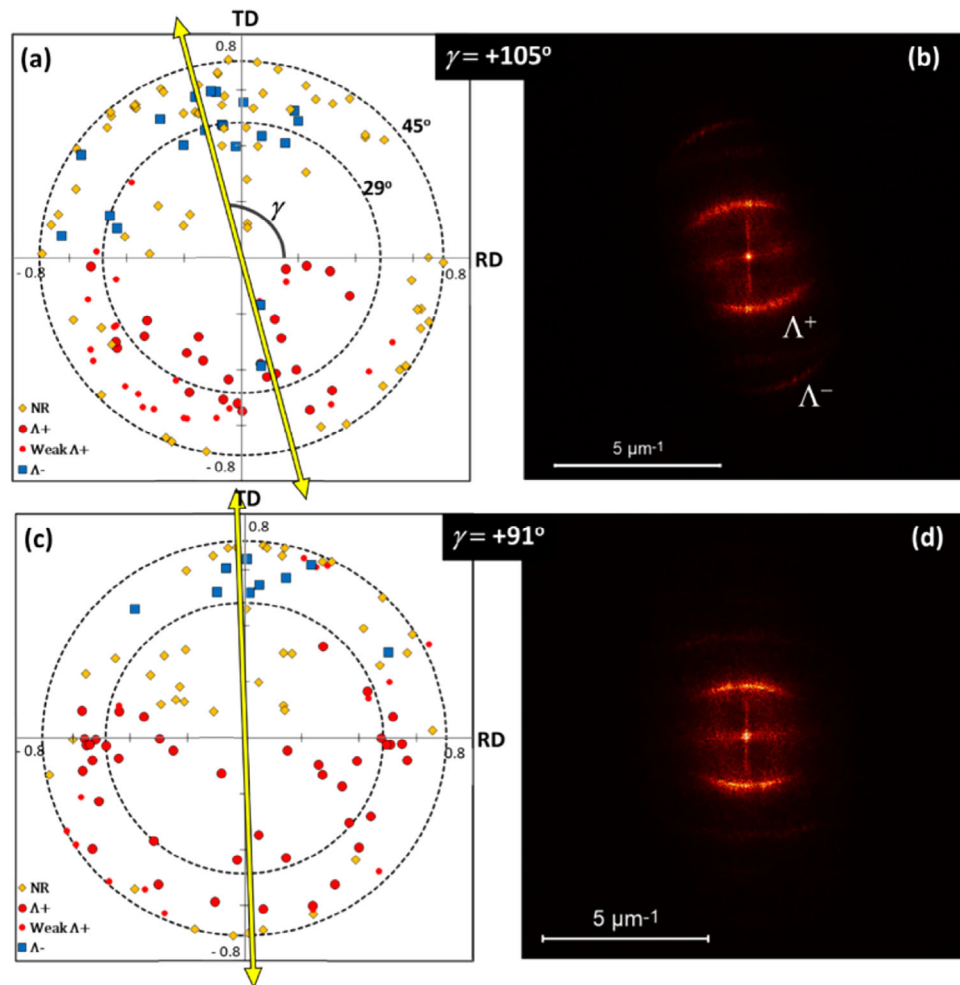 TD
(a)
0.8
γ = +105°
(b)
45°
29°
γ
- 0.8
0.8
RD
Λ+
Λ−
NR
Λ+
Weak Λ+
Λ-
- 0.8
5 µm-1
TD
(c)
0.8
γ = +91°
(d)
- 0.8
0.8
RD
NR
Λ+
Weak Λ+
Λ-
- 0.8
5 µm-1